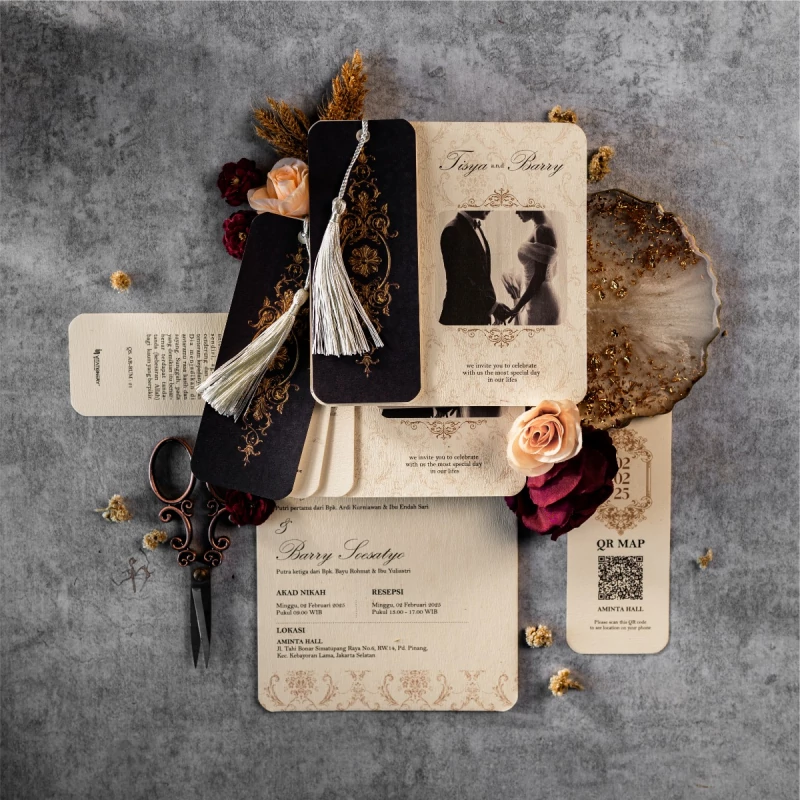 Tisya and Barry
we invite you to celebrate
with us the most special day
in our lifes
we invite you to celebrate
with us the most special day
in our lifes
Putri pertama dari Bpk. Ardi Kurniawan & Ibu Endah Sari
&
Barry Soesatyo
Putra ketiga dari Bpk. Bayu Rohmat & Ibu Yuliastri
AKAD NIKAH
Minggu, 02 Februari 2025
Pukul 08.00 WIB
RESEPSI
Minggu, 02 Februari 2025
Pukul 13.00 - 17.00 WIB
LOKASI
AMINTA HALL
Jl. Tahi Bonar Simatupang Raya No.6, RW.14, Pd. Pinang,
Kec. Kebayoran Lama, Jakarta Selatan
02
02
25
QR MAP
AMINTA HALL
Please scan this QR code
to see location on your phone